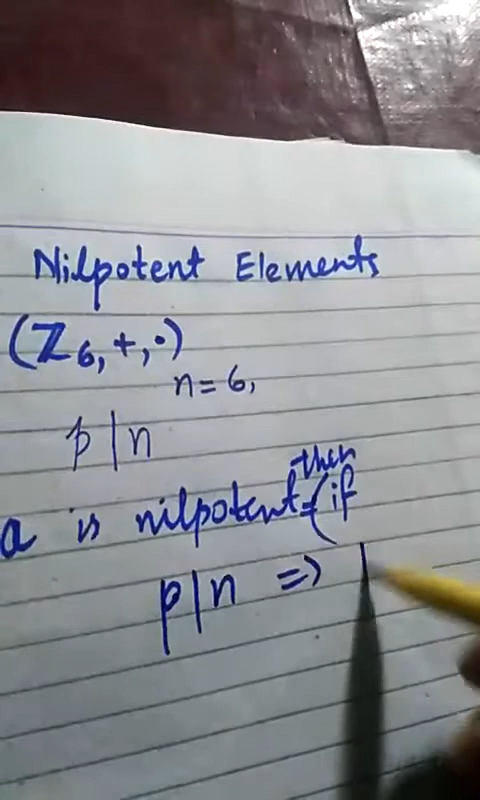 Nilpotent Elements
(ℤ6, +, ·)
n = 6,
p | n
then
a is nilpotent (if
p | n ⇒